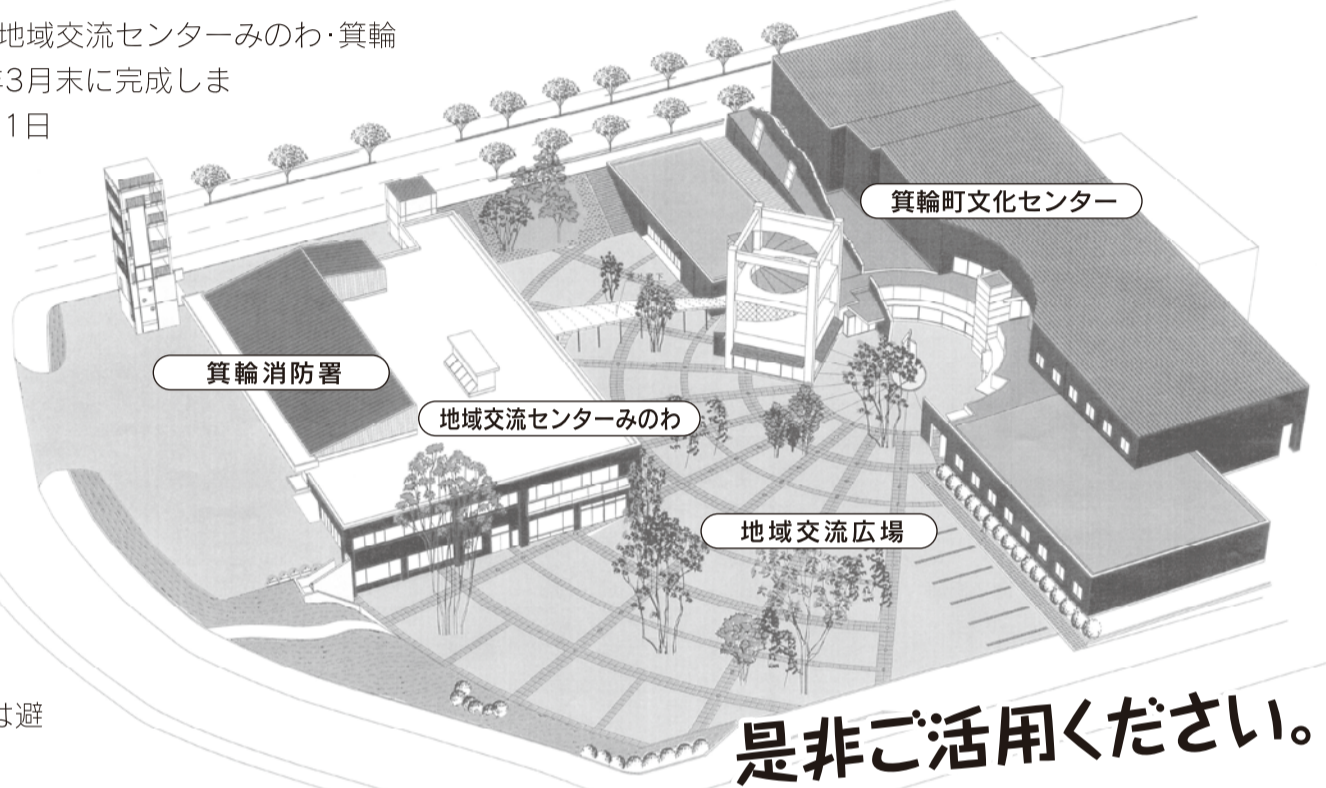 地域交流センターみのわ・箕輪
年3月末に完成しま
1日
箕輪町文化センター
箕輪消防署
地域交流センターみのわ
地域交流広場
は避
是非ご活用ください。